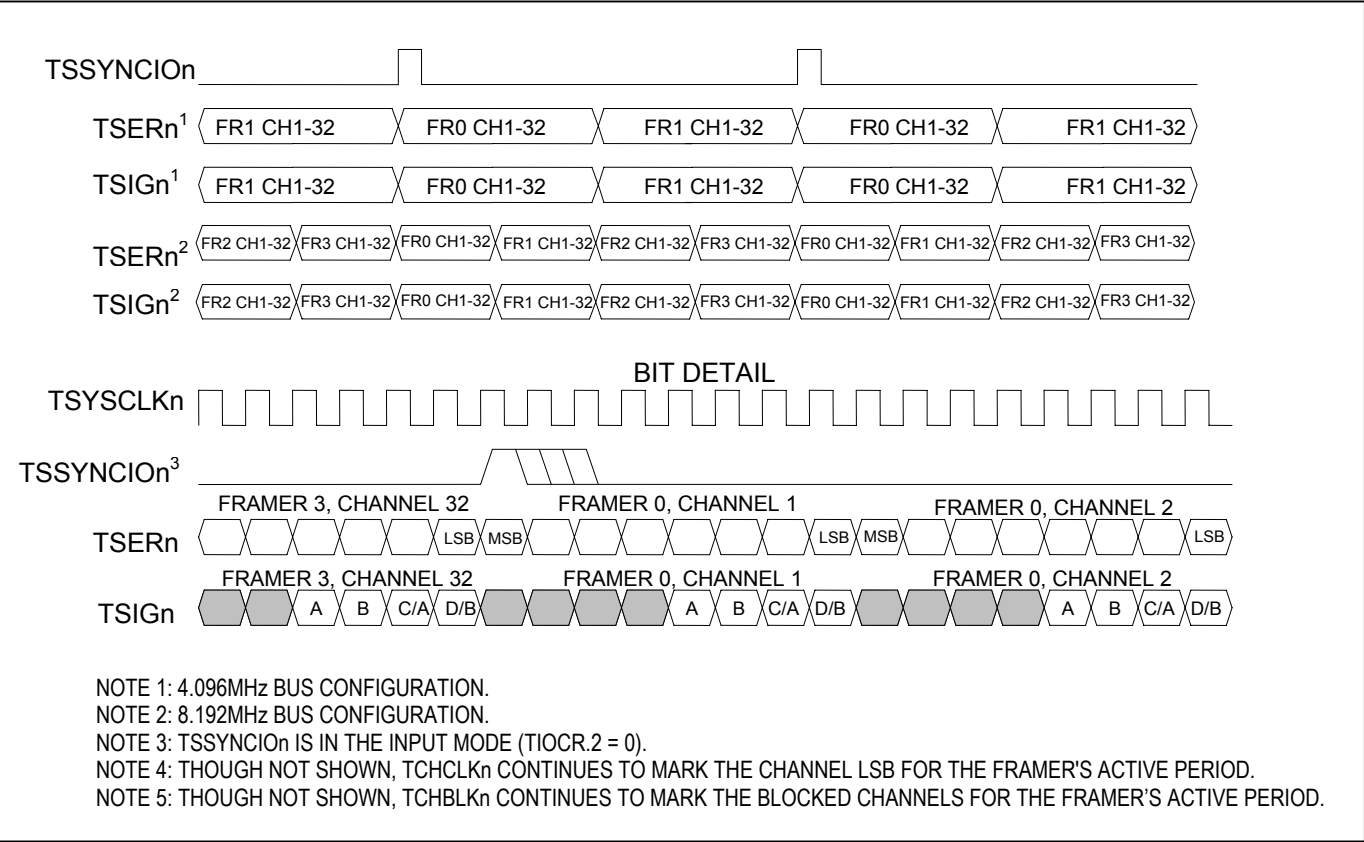 TSSYNCIOn
TSERn¹ FR1 CH1-32 FR0 CH1-32 FR1 CH1-32 FR0 CH1-32 FR1 CH1-32
TSIGn¹ FR1 CH1-32 FR0 CH1-32 FR1 CH1-32 FR0 CH1-32 FR1 CH1-32
TSERn² FR2 CH1-32 FR3 CH1-32 FR0 CH1-32 FR1 CH1-32 FR2 CH1-32 FR3 CH1-32 FR0 CH1-32 FR1 CH1-32 FR2 CH1-32 FR3 CH1-32
TSIGn² FR2 CH1-32 FR3 CH1-32 FR0 CH1-32 FR1 CH1-32 FR2 CH1-32 FR3 CH1-32 FR0 CH1-32 FR1 CH1-32 FR2 CH1-32 FR3 CH1-32
BIT DETAIL
TSYSCLKn
TSSYNCIOn³
FRAMER 3, CHANNEL 32 FRAMER 0, CHANNEL 1 FRAMER 0, CHANNEL 2
TSERn LSB MSB LSB MSB LSB
FRAMER 3, CHANNEL 32 FRAMER 0, CHANNEL 1 FRAMER 0, CHANNEL 2
TSIGn A B C/A D/B A B C/A D/B A B C/A D/B
NOTE 1: 4.096MHz BUS CONFIGURATION.
NOTE 2: 8.192MHz BUS CONFIGURATION.
NOTE 3: TSSYNCIOn IS IN THE INPUT MODE (TIOCR.2 = 0).
NOTE 4: THOUGH NOT SHOWN, TCHCLKn CONTINUES TO MARK THE CHANNEL LSB FOR THE FRAMER'S ACTIVE PERIOD.
NOTE 5: THOUGH NOT SHOWN, TCHBLKn CONTINUES TO MARK THE BLOCKED CHANNELS FOR THE FRAMER’S ACTIVE PERIOD.